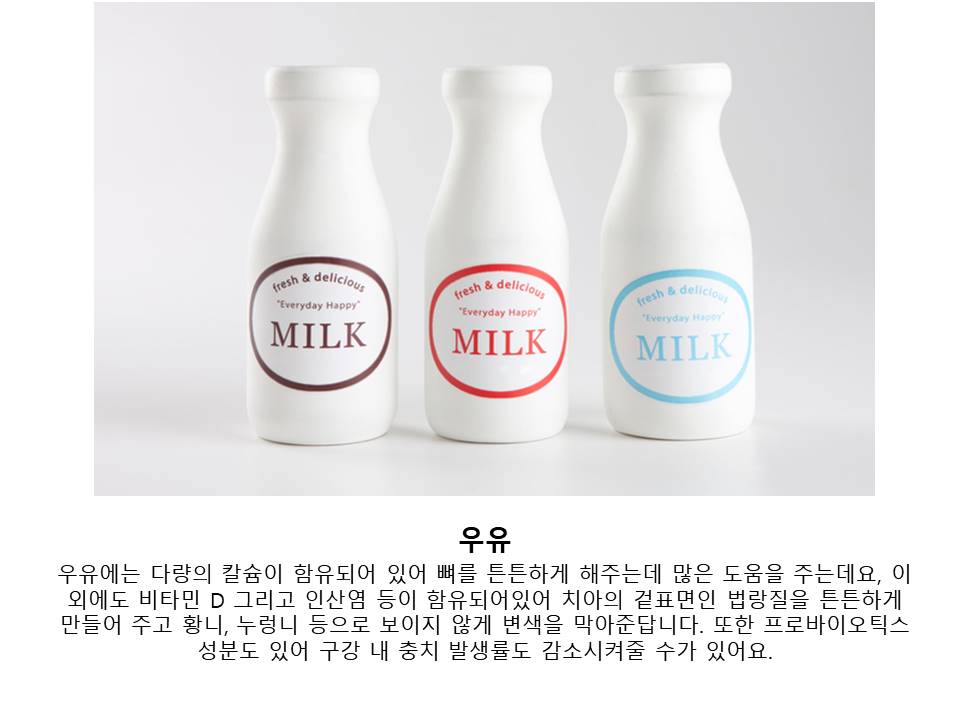 fresh & delicious
"Everyday Happy"
MILK
fresh & delicious
"Everyday Happy"
MILK
fresh & delicious
"Everyday Happy"
MILK
우유
우유에는 다량의 칼슘이 함유되어 있어 뼈를 튼튼하게 해주는데 많은 도움을 주는데요, 이
외에도 비타민 D 그리고 인산염 등이 함유되어있어 치아의 겉표면인 법랑질을 튼튼하게
만들어 주고 황니, 누렁니 등으로 보이지 않게 변색을 막아준답니다. 또한 프로바이오틱스
성분도 있어 구강 내 충치 발생률도 감소시켜줄 수가 있어요.